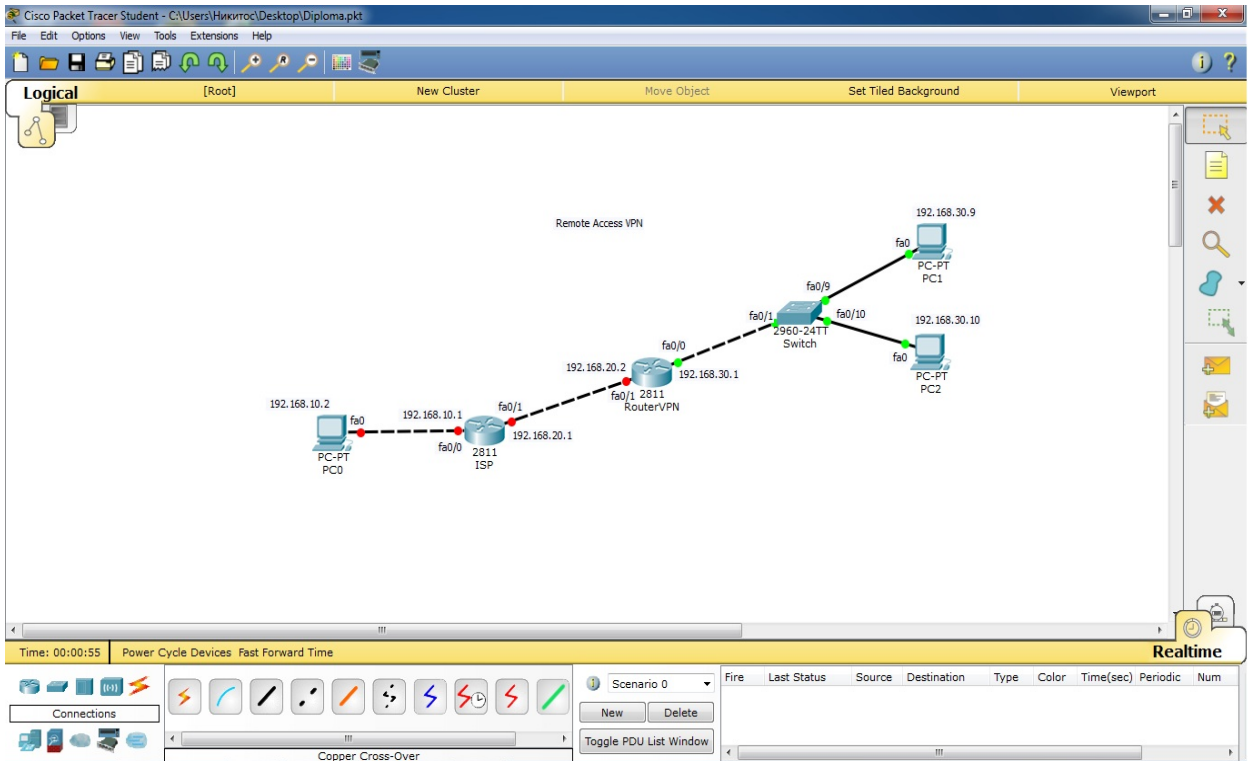 Cisco Packet Tracer Student - C:\Users\Никитос\Desktop\Diploma.pkt
File Edit Options View Tools Extensions Help
Logical [Root] New Cluster Move Object Set Tiled Background Viewport
Remote Access VPN
192.168.30.9
fa0
PC-PT
PC1
fa0/9
fa0/1
fa0/10
2960-24TT
Switch
192.168.30.10
fa0
PC-PT
PC2
fa0/0
192.168.20.2
192.168.30.1
fa0/1 2811
RouterVPN
192.168.10.2
fa0
PC-PT
PC0
192.168.10.1
fa0/1
192.168.20.1
fa0/0
2811
ISP
Time: 00:00:55 Power Cycle Devices Fast Forward Time Realtime
Connections
Copper Cross-Over
Scenario 0
New Delete
Toggle PDU List Window
Fire Last Status Source Destination Type Color Time(sec) Periodic Num